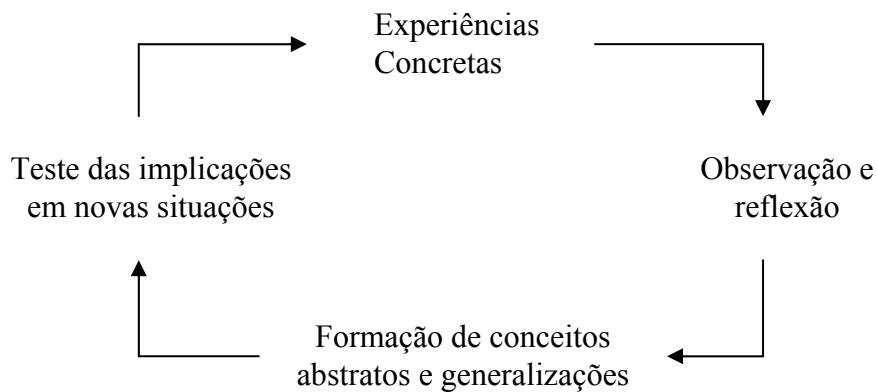 Experiências
Concretas
Observação e
reflexão
Formação de conceitos
abstratos e generalizações
Teste das implicações
em novas situações